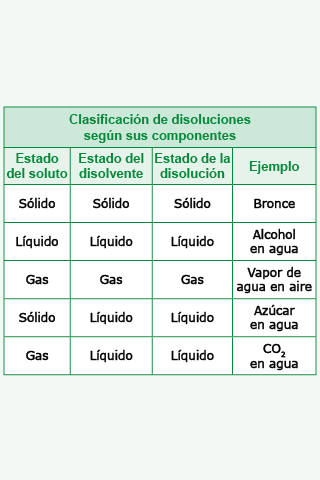 Clasificación de disoluciones
según sus componentes
Estado del soluto
Estado del disolvente
Estado de la disolución
Ejemplo
Sólido Sólido Sólido Bronce
Líquido Líquido Líquido Alcohol en agua
Gas Gas Gas Vapor de agua en aire
Sólido Líquido Líquido Azúcar en agua
Gas Líquido Líquido CO₂ en agua